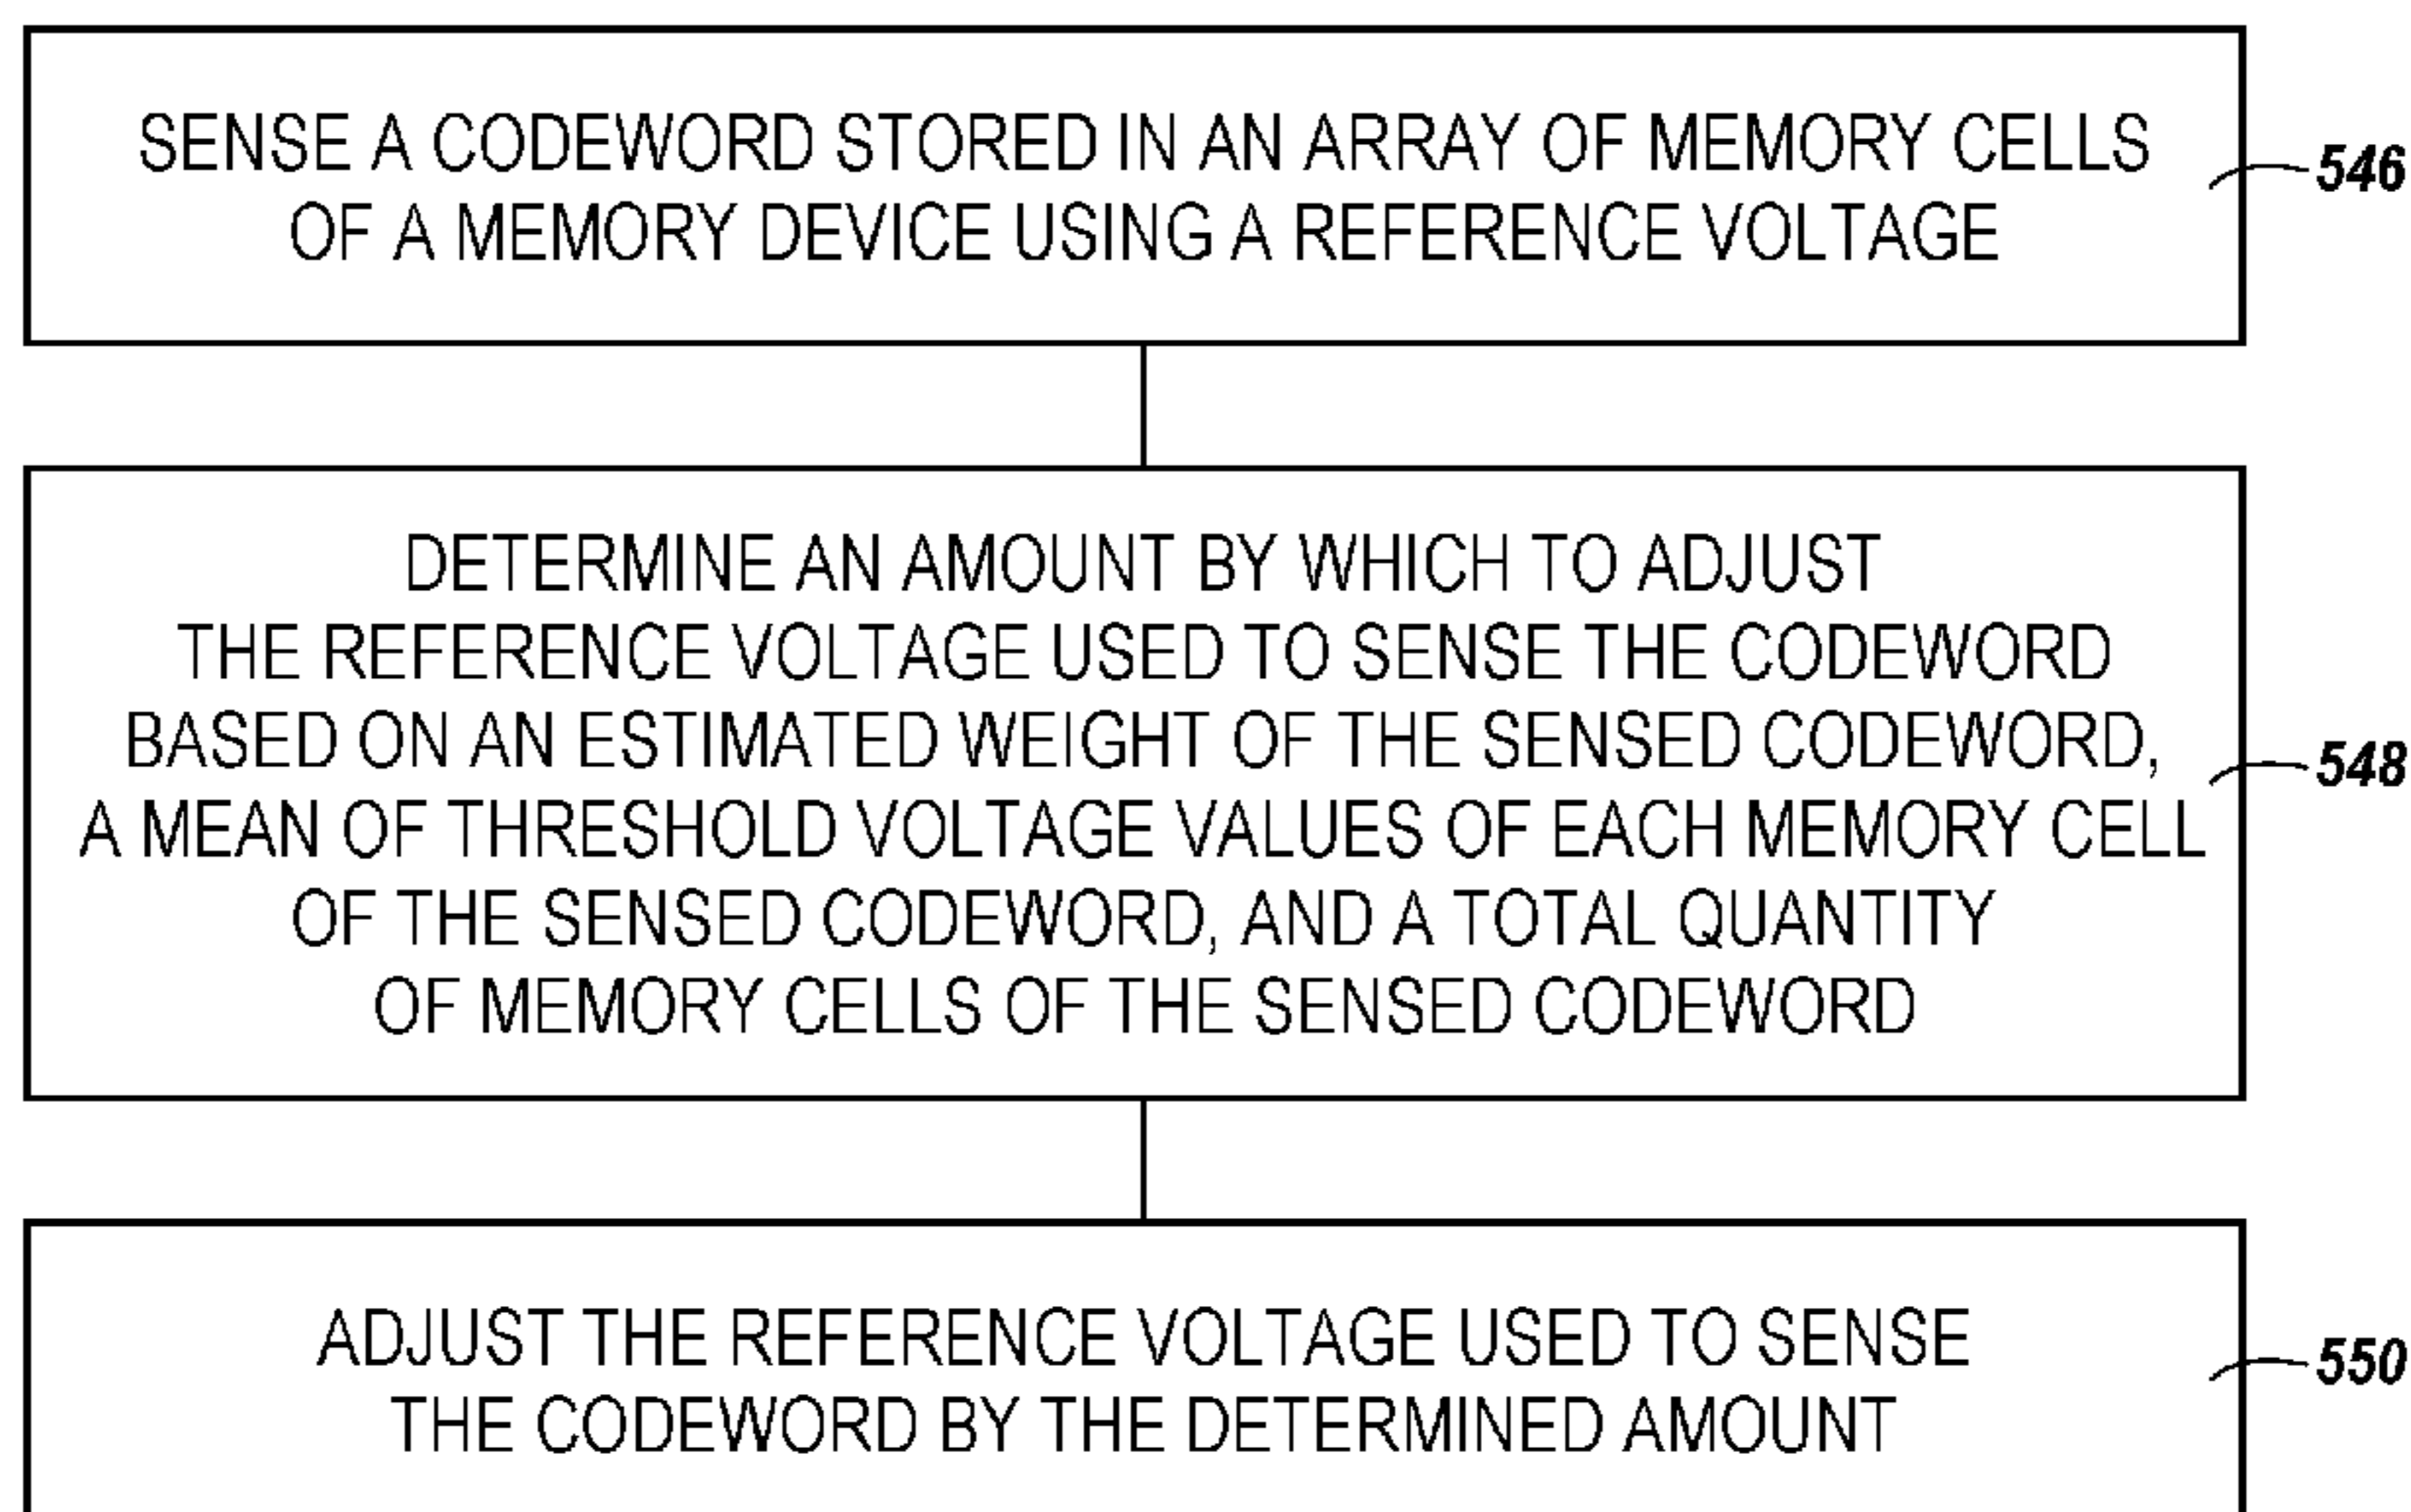 SENSE A CODEWORD STORED IN AN ARRAY OF MEMORY CELLS
OF A MEMORY DEVICE USING A REFERENCE VOLTAGE
546
DETERMINE AN AMOUNT BY WHICH TO ADJUST
THE REFERENCE VOLTAGE USED TO SENSE THE CODEWORD
BASED ON AN ESTIMATED WEIGHT OF THE SENSED CODEWORD,
A MEAN OF THRESHOLD VOLTAGE VALUES OF EACH MEMORY CELL
OF THE SENSED CODEWORD, AND A TOTAL QUANTITY
OF MEMORY CELLS OF THE SENSED CODEWORD
548
ADJUST THE REFERENCE VOLTAGE USED TO SENSE
THE CODEWORD BY THE DETERMINED AMOUNT
550